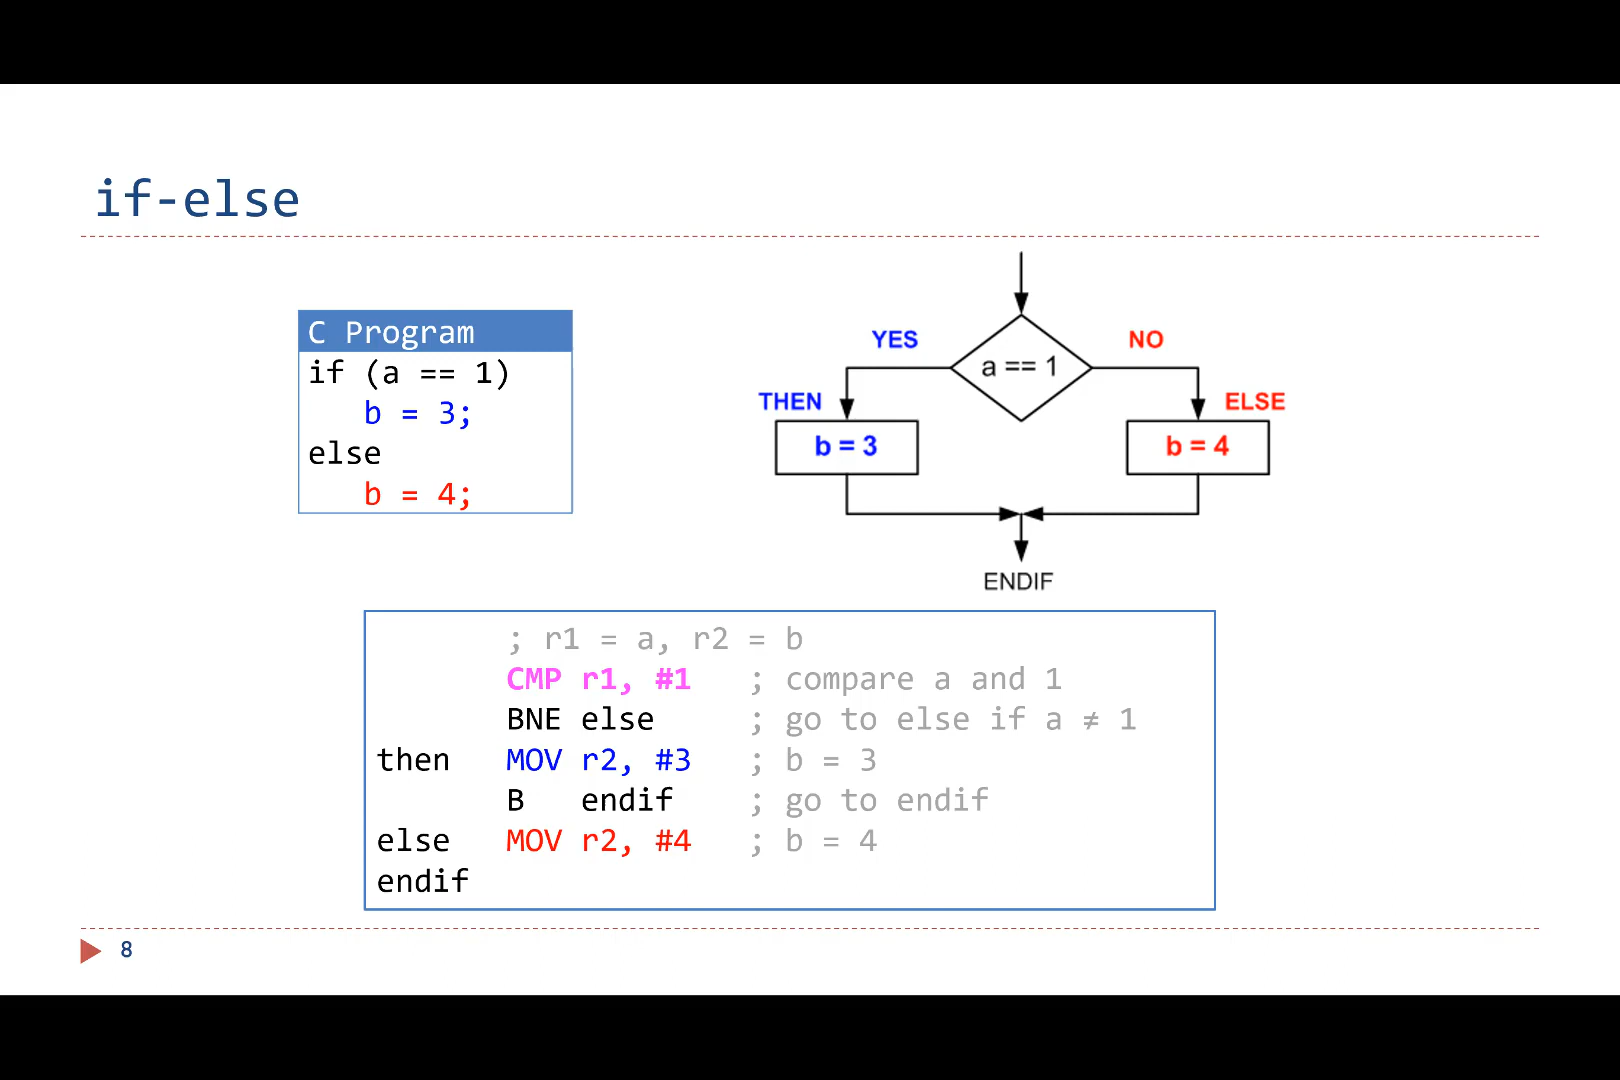 if-else
C Program
if (a == 1)
   b = 3;
else
   b = 4;
YES
NO
a == 1
THEN
ELSE
b = 3
b = 4
ENDIF
; r1 = a, r2 = b
CMP r1, #1   ; compare a and 1
BNE else     ; go to else if a ≠ 1
then   MOV r2, #3   ; b = 3
B   endif    ; go to endif
else   MOV r2, #4   ; b = 4
endif
8